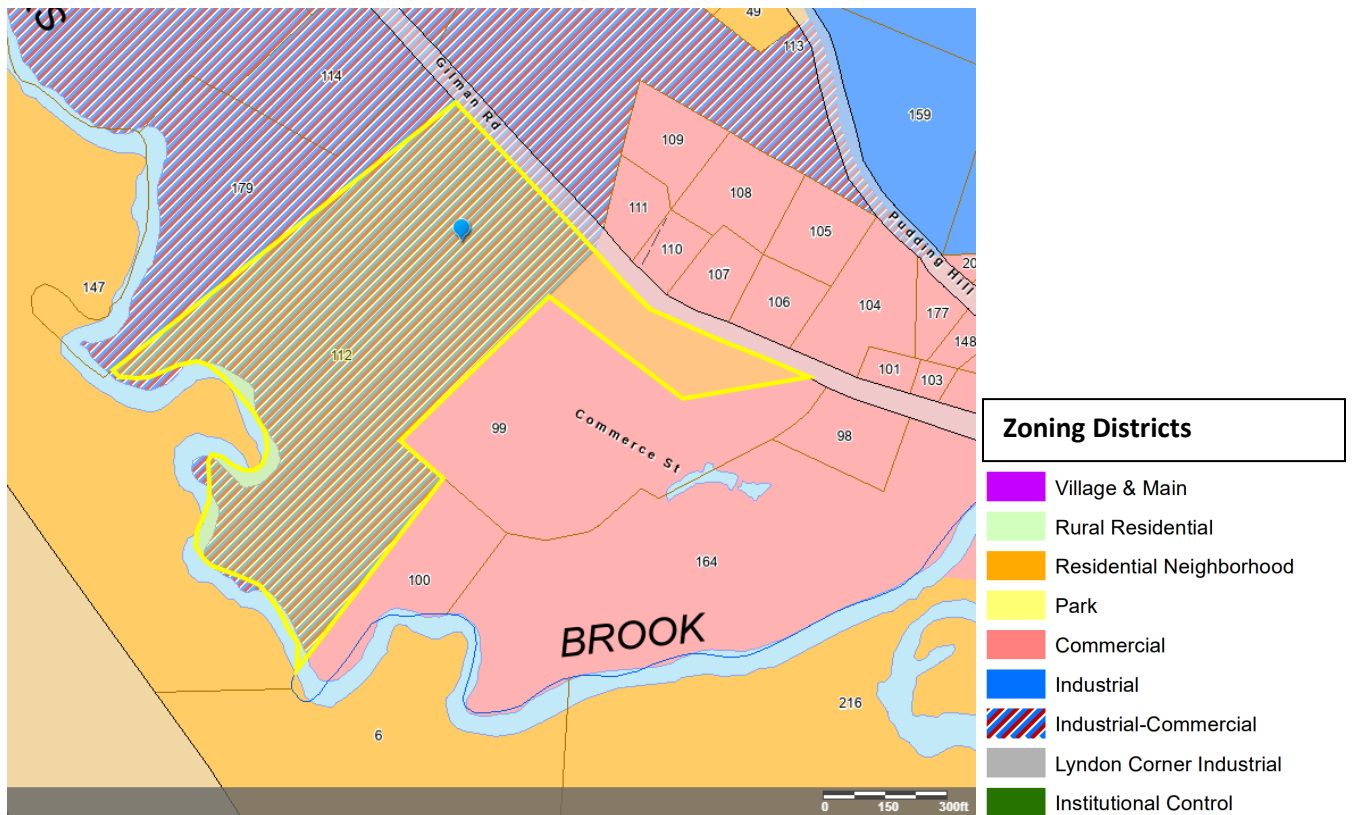 S
49
113
114
Gilman Rd
159
109
179
108
111
105
Pudding Hill
110
20
107
147
106
104
177
148
112
101
103
99
Commerce St
98
Zoning Districts
Village & Main
Rural Residential
Residential Neighborhood
Park
Commercial
Industrial
Industrial-Commercial
Lyndon Corner Industrial
Institutional Control
164
100
BROOK
216
6
0 150 300ft